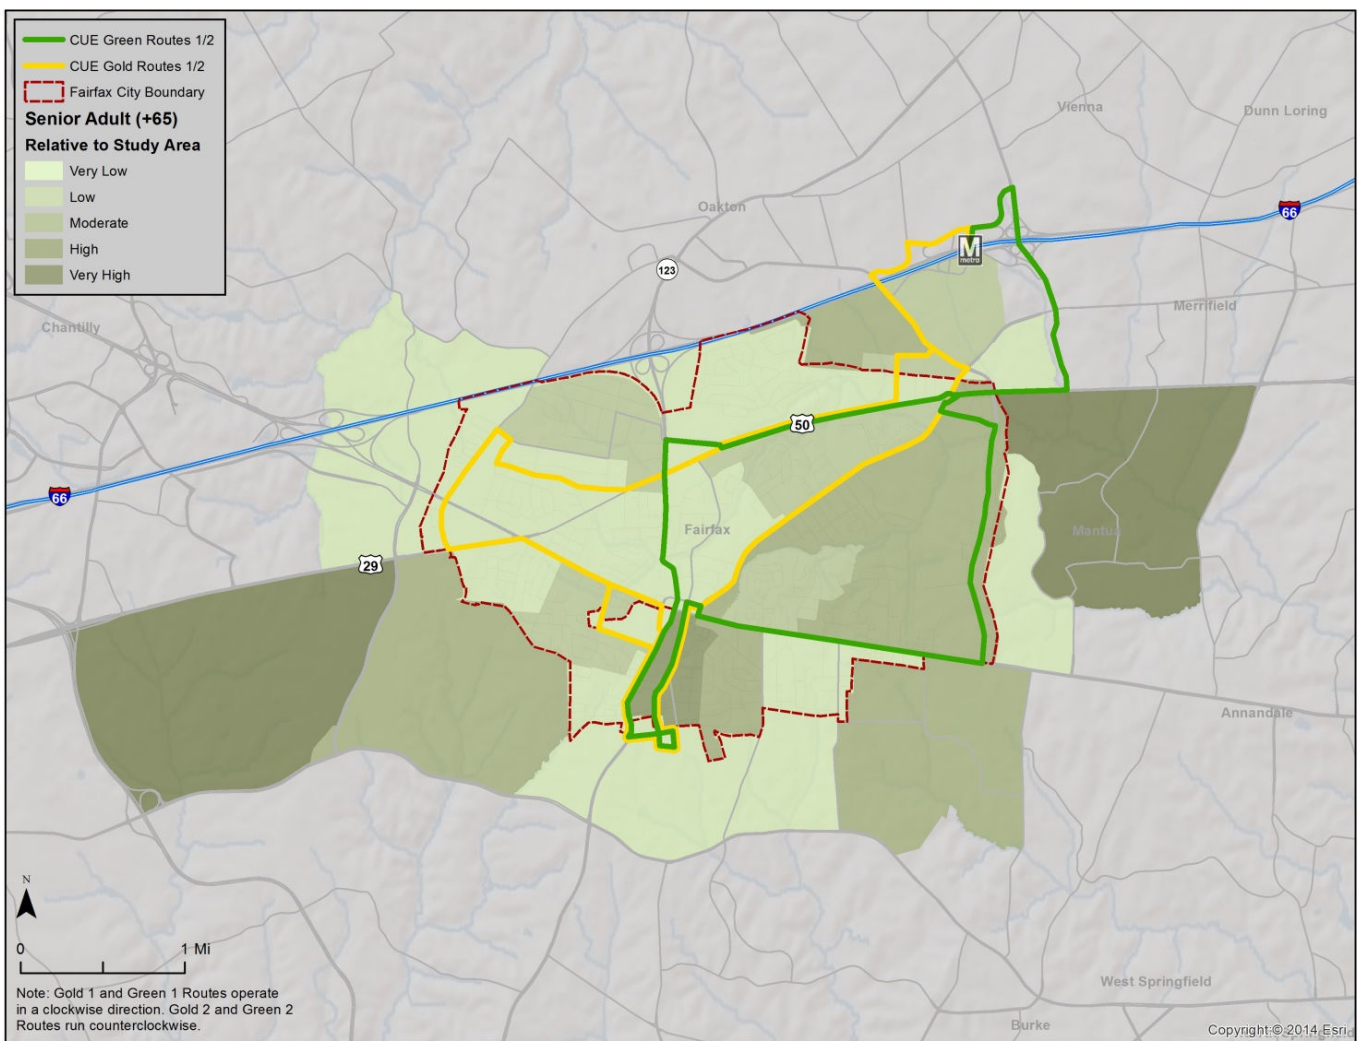 CUE Green Routes 1/2
CUE Gold Routes 1/2
Fairfax City Boundary
Senior Adult (+65)
Relative to Study Area
Very Low
Low
Moderate
High
Very High
Vienna
Dunn Loring
Oakton
66
M
metro
123
Merrifield
Chantilly
50
66
Fairfax
Mantua
29
Annandale
N
0 1 Mi
West Springfield
Note: Gold 1 and Green 1 Routes operate
in a clockwise direction. Gold 2 and Green 2
Routes run counterclockwise.
Burke
Copyright:© 2014 Esri